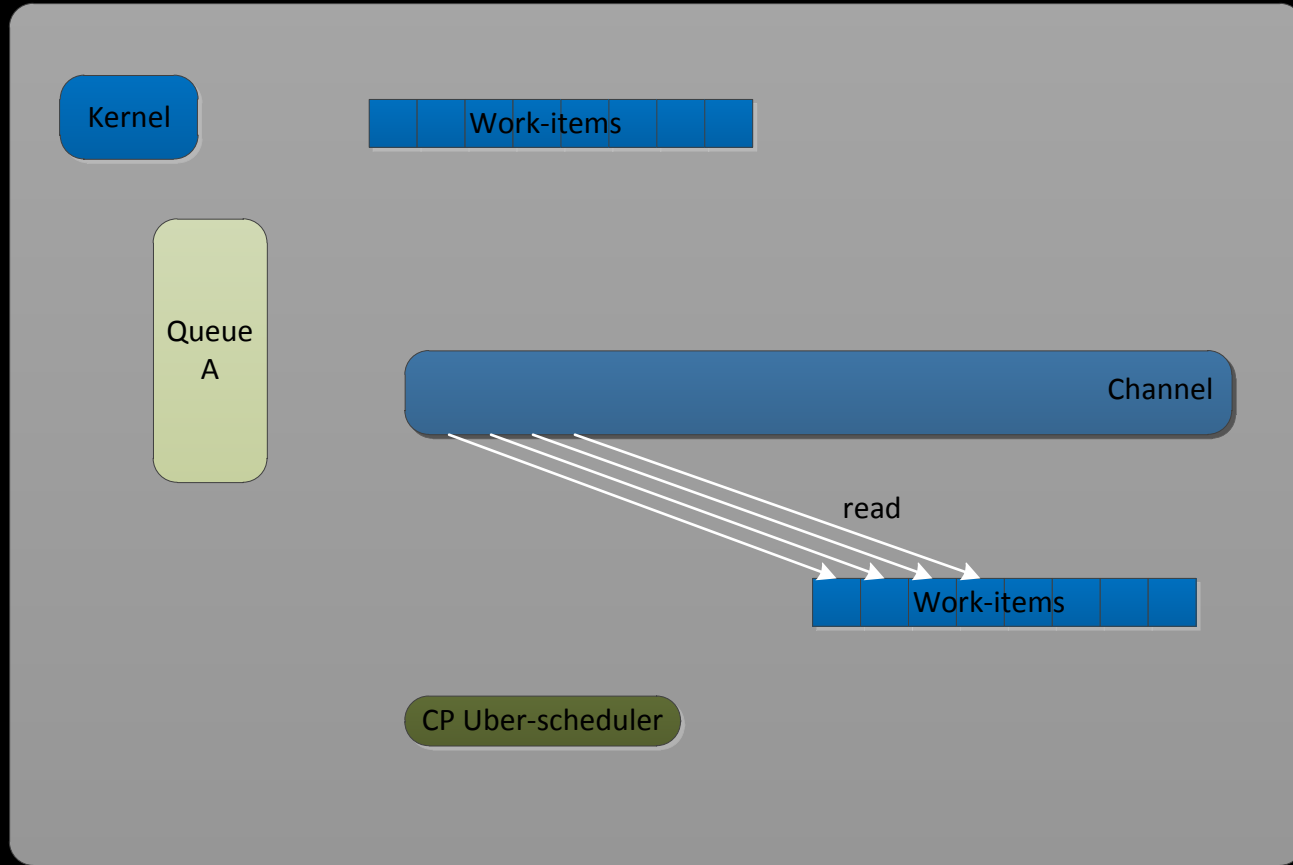 Kernel
Work-items
Queue
A
Channel
read
Work-items
CP Uber-scheduler